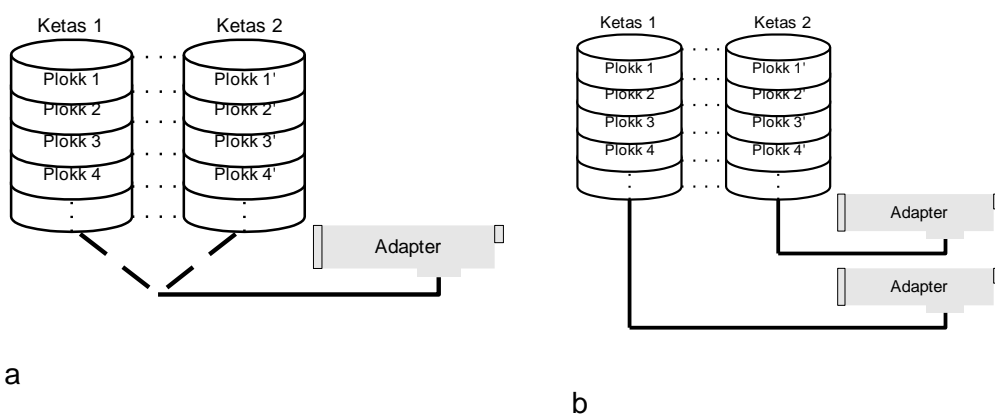 Ketas 1
Ketas 2
Plokk 1
Plokk 1'
Plokk 2
Plokk 2'
Plokk 3
Plokk 3'
Plokk 4
Plokk 4'
Adapter
a
Ketas 1
Ketas 2
Plokk 1
Plokk 1'
Plokk 2
Plokk 2'
Plokk 3
Plokk 3'
Plokk 4
Plokk 4'
Adapter
Adapter
b